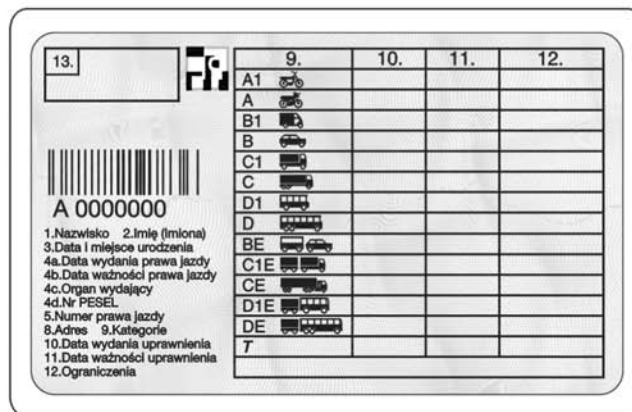 13.
A 0000000
1.Nazwisko 2.Imię (Imiona)
3.Data i miejsce urodzenia
4a.Data wydania prawa jazdy
4b.Data ważności prawa jazdy
4c.Organ wydający
4d.Nr PESEL
5.Numer prawa jazdy
8.Adres 9.Kategorie
10.Data wydania uprawnienia
11.Data ważności uprawnienia
12.Ograniczenia
9. 10. 11. 12.
A1
A
B1
B
C1
C
D1
D
BE
C1E
CE
D1E
DE
T